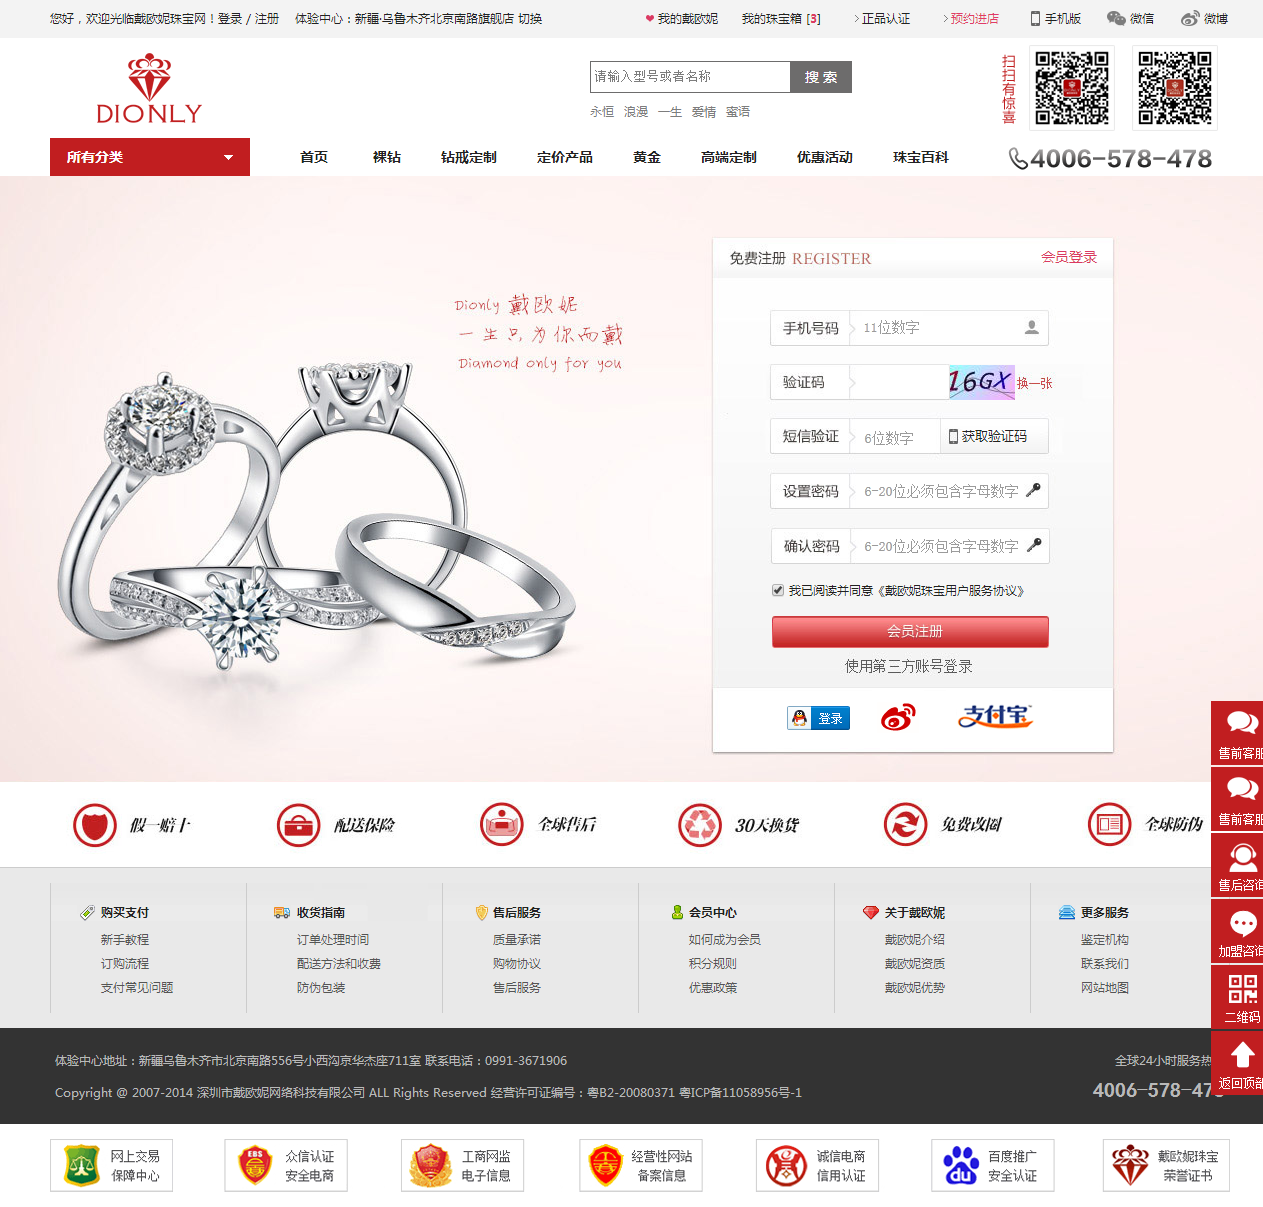 您好，欢迎光临戴欧妮珠宝网！登录 / 注册 体验中心：新疆·乌鲁木齐北京南路旗舰店 切换 我的戴欧妮 我的珠宝箱 [3] 正品认证 预约进店 手机版 微信 微博
DIONLY
请输入型号或者名称 搜 索
永恒 浪漫 一生 爱情 蜜语
扫扫有惊喜
所有分类 首页 裸钻 钻戒定制 定价产品 黄金 高端定制 优惠活动 珠宝百科 4006-578-478
免费注册 REGISTER 会员登录
Dionly 戴欧妮
一生只为你而戴
Diamond only for you
手机号码 11位数字
验证码 16GX 换一张
短信验证 6位数字 获取验证码
设置密码 6-20位必须包含字母数字
确认密码 6-20位必须包含字母数字
我已阅读并同意《戴欧妮珠宝用户服务协议》
会员注册
使用第三方账号登录
登录 支付宝
售前客服
售前客服
售后咨询
加盟咨询
二维码
返回顶部
假一赔十 配送保险 全球售后 30天换货 免费改圈 全球防伪
购买支付 收货指南 售后服务 会员中心 关于戴欧妮 更多服务
新手教程 订单处理时间 质量承诺 如何成为会员 戴欧妮介绍 鉴定机构
订购流程 配送方法和收费 购物协议 积分规则 戴欧妮资质 联系我们
支付常见问题 防伪包装 售后服务 优惠政策 戴欧妮优势 网站地图
体验中心地址：新疆乌鲁木齐市北京南路556号小西沟京华杰座711室 联系电话：0991-3671906 全球24小时服务热
Copyright @ 2007-2014 深圳市戴欧妮网络科技有限公司 ALL Rights Reserved 经营许可证编号：粤B2-20080371 粤ICP备11058956号-1 4006-578-478
网上交易 众信认证 工商网监 经营性网站 诚信电商 百度推广 戴欧妮珠宝
保障中心 安全电商 电子信息 备案信息 信用认证 安全认证 荣誉证书
EBS